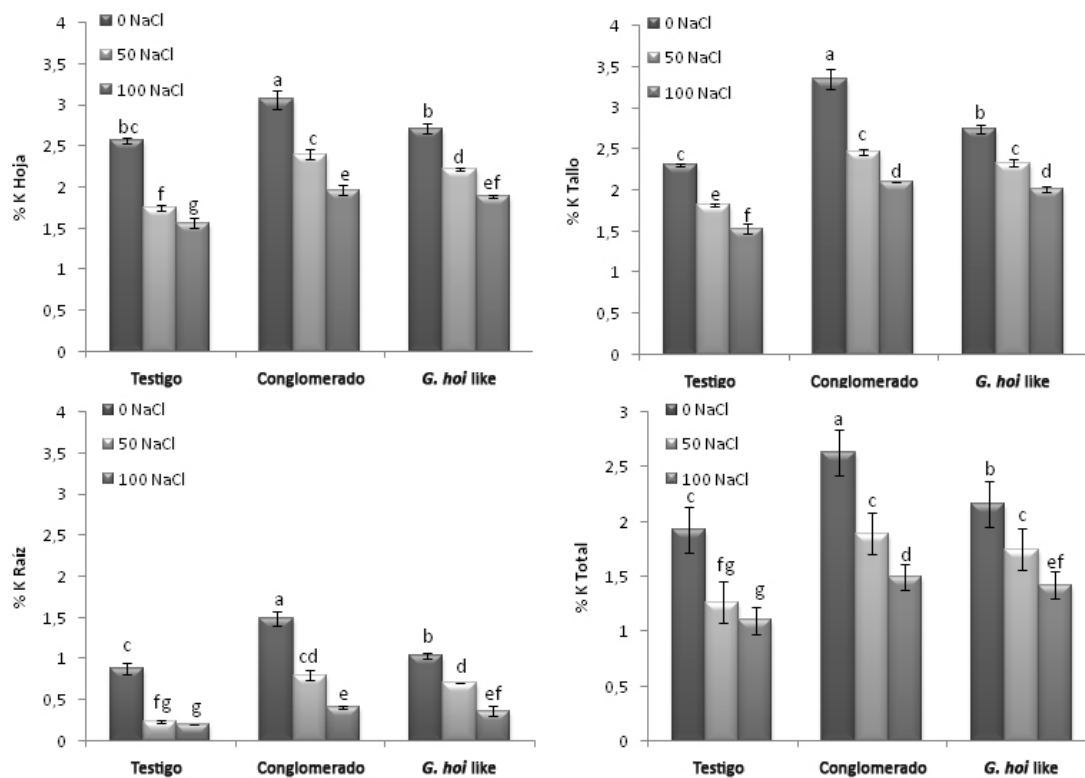 % K Hoja
4
3,5
3
2,5
2
1,5
1
0,5
0
0 NaCl
50 NaCl
100 NaCl
bc
f
g
a
c
e
b
d
ef
Testigo
Conglomerado
G. hoi like
% K Tallo
4
3,5
3
2,5
2
1,5
1
0,5
0
0 NaCl
50 NaCl
100 NaCl
c
e
f
a
c
d
b
c
d
Testigo
Conglomerado
G. hoi like
% K Raíz
4
3,5
3
2,5
2
1,5
1
0,5
0
0 NaCl
50 NaCl
100 NaCl
c
fg
g
a
cd
e
b
d
ef
Testigo
Conglomerado
G. hoi like
% K Total
3
2,5
2
1,5
1
0,5
0
0 NaCl
50 NaCl
100 NaCl
c
fg
g
a
c
d
b
c
ef
Testigo
Conglomerado
G. hoi like